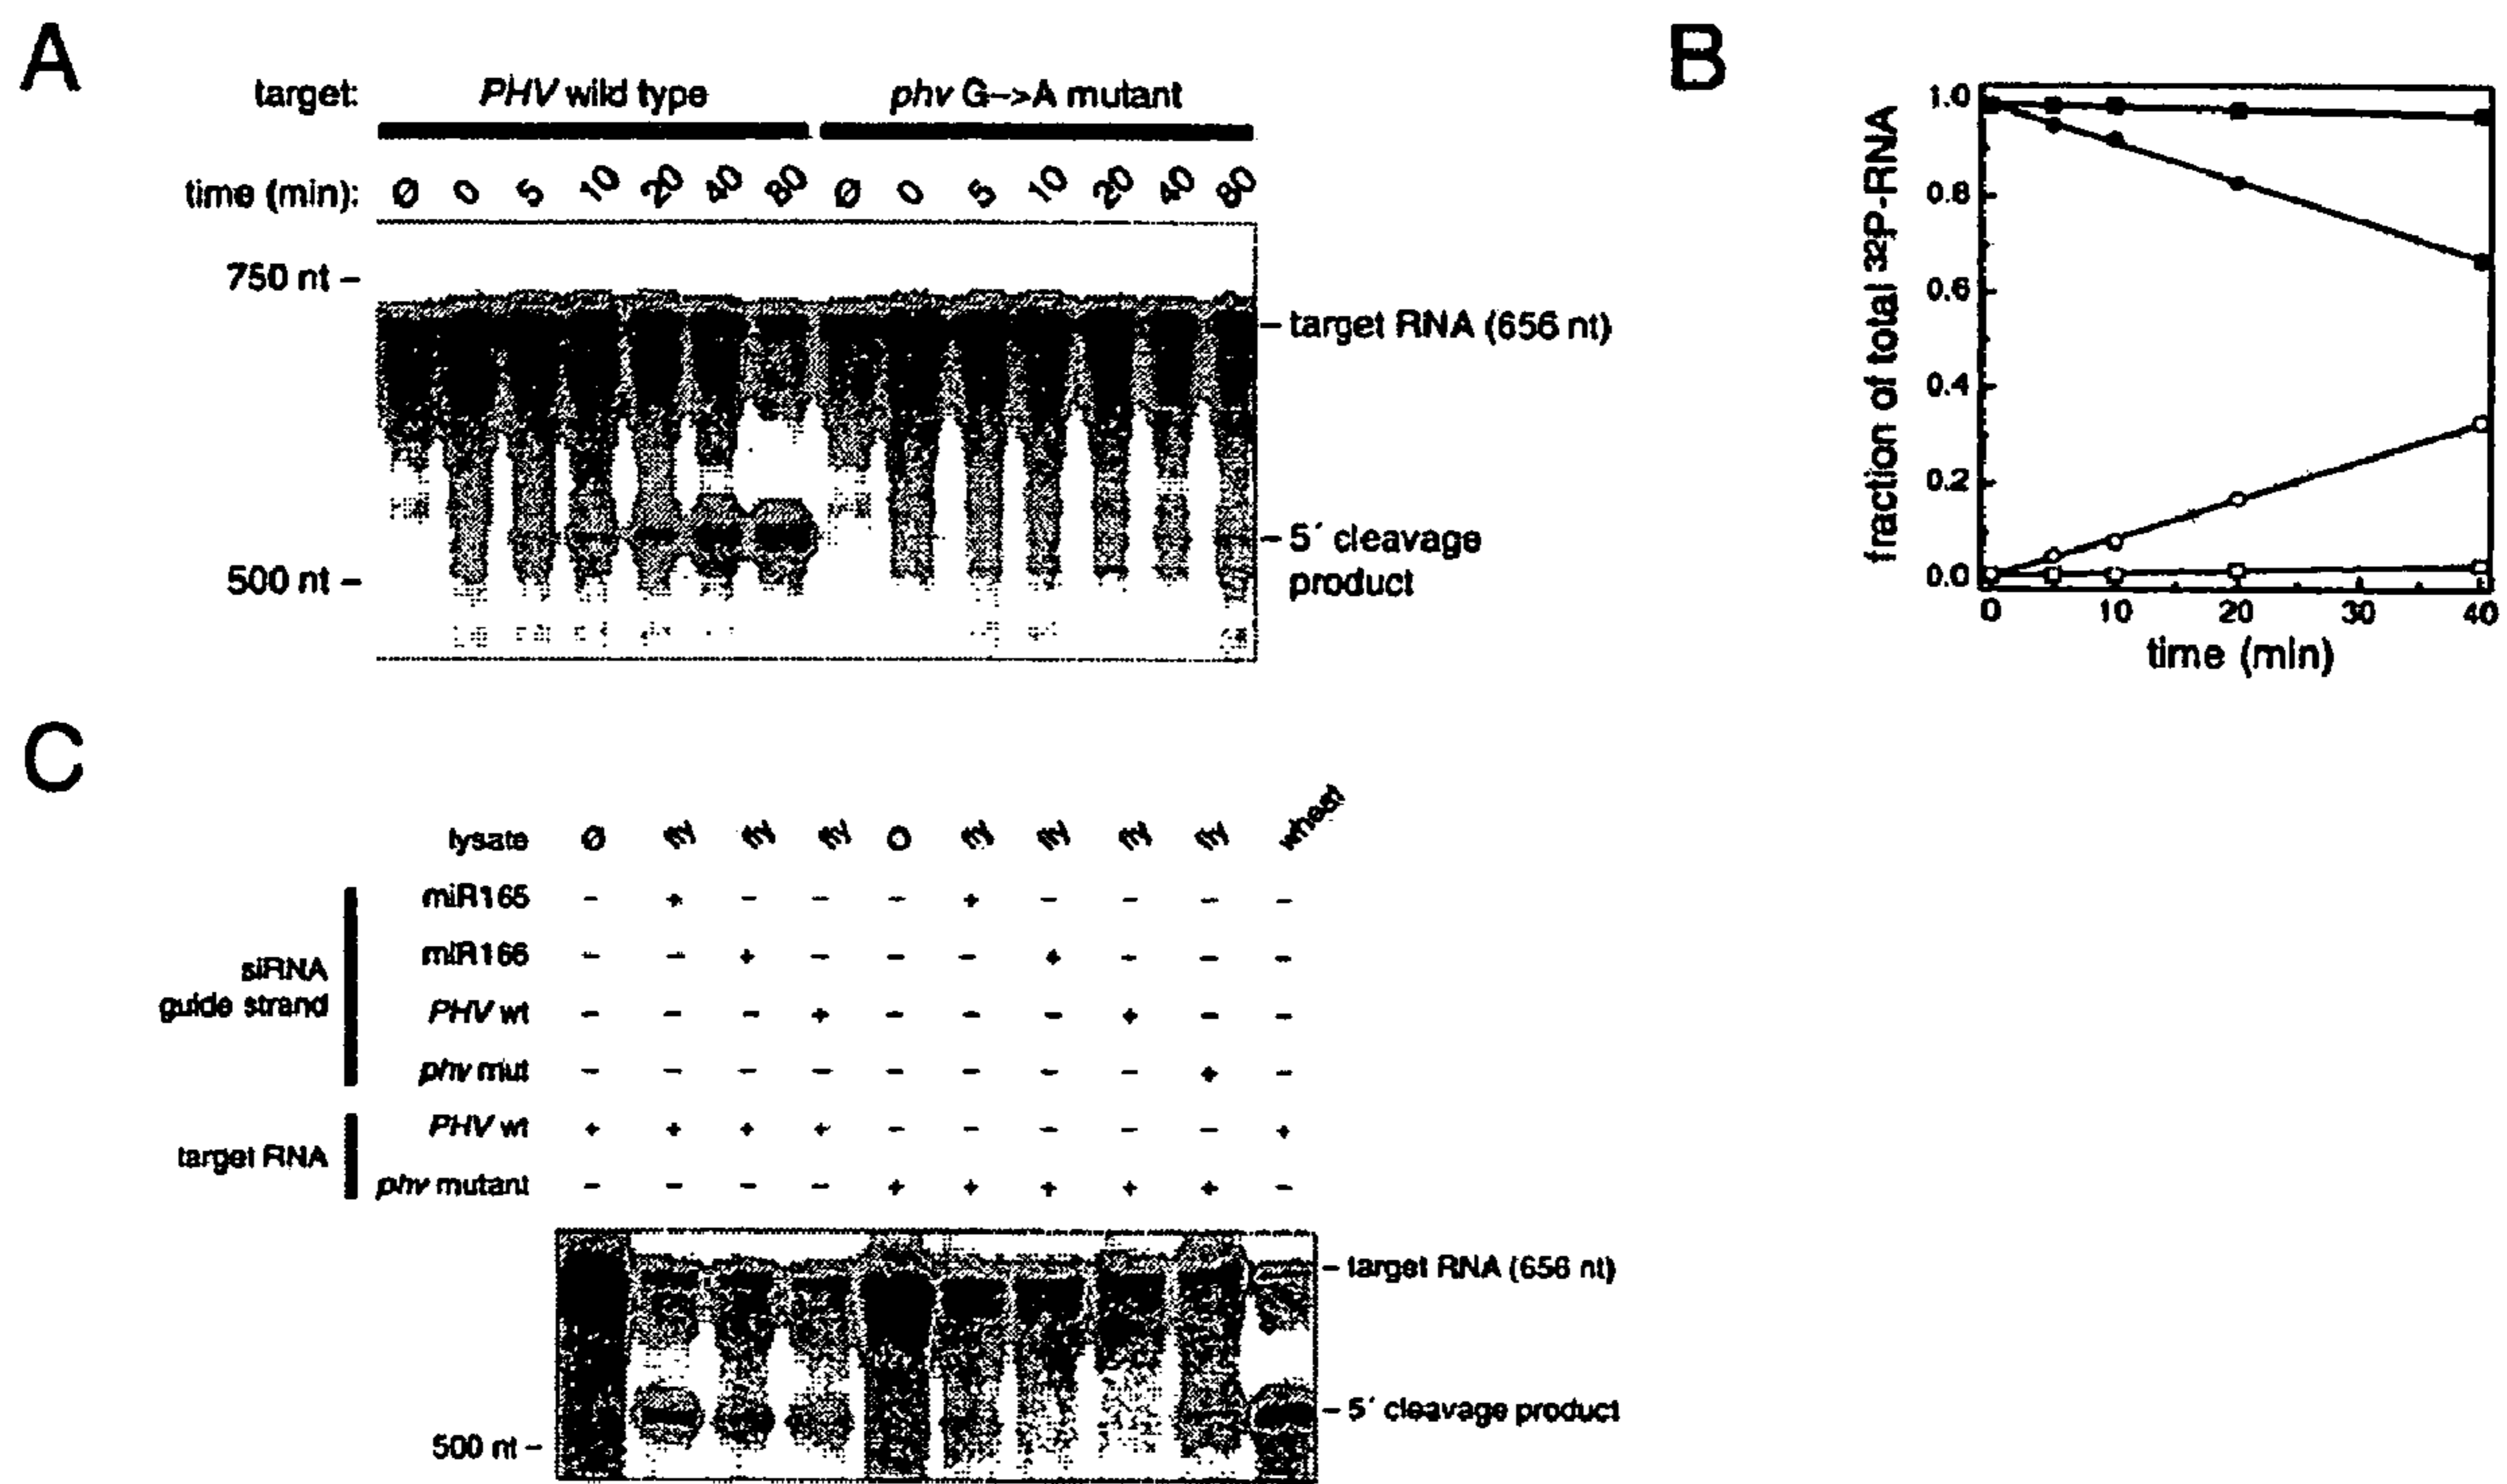 A
target: PHV wild type phv G->A mutant
time (min): Ø 0 5 10 20 40 80 Ø 0 5 10 20 40 80
750 nt –
– target RNA (656 nt)
– 5´ cleavage
product
500 nt –
B
fraction of total 32P-RNA
1.0
0.8
0.6
0.4
0.2
0.0
0 10 20 30 40
time (min)
C
lysate Ø fly fly fly O fly fly fly fly wheat
siRNA
guide strand
miR165 - + - - - + - - - -
miR166 - - + - - - + - - -
PHV wt - - - + - - - + - -
phv mut - - - - - - - - + -
target RNA
PHV wt + + + + - - - - - +
phv mutant - - - - + + + + + -
– target RNA (656 nt)
– 5´ cleavage product
500 nt –